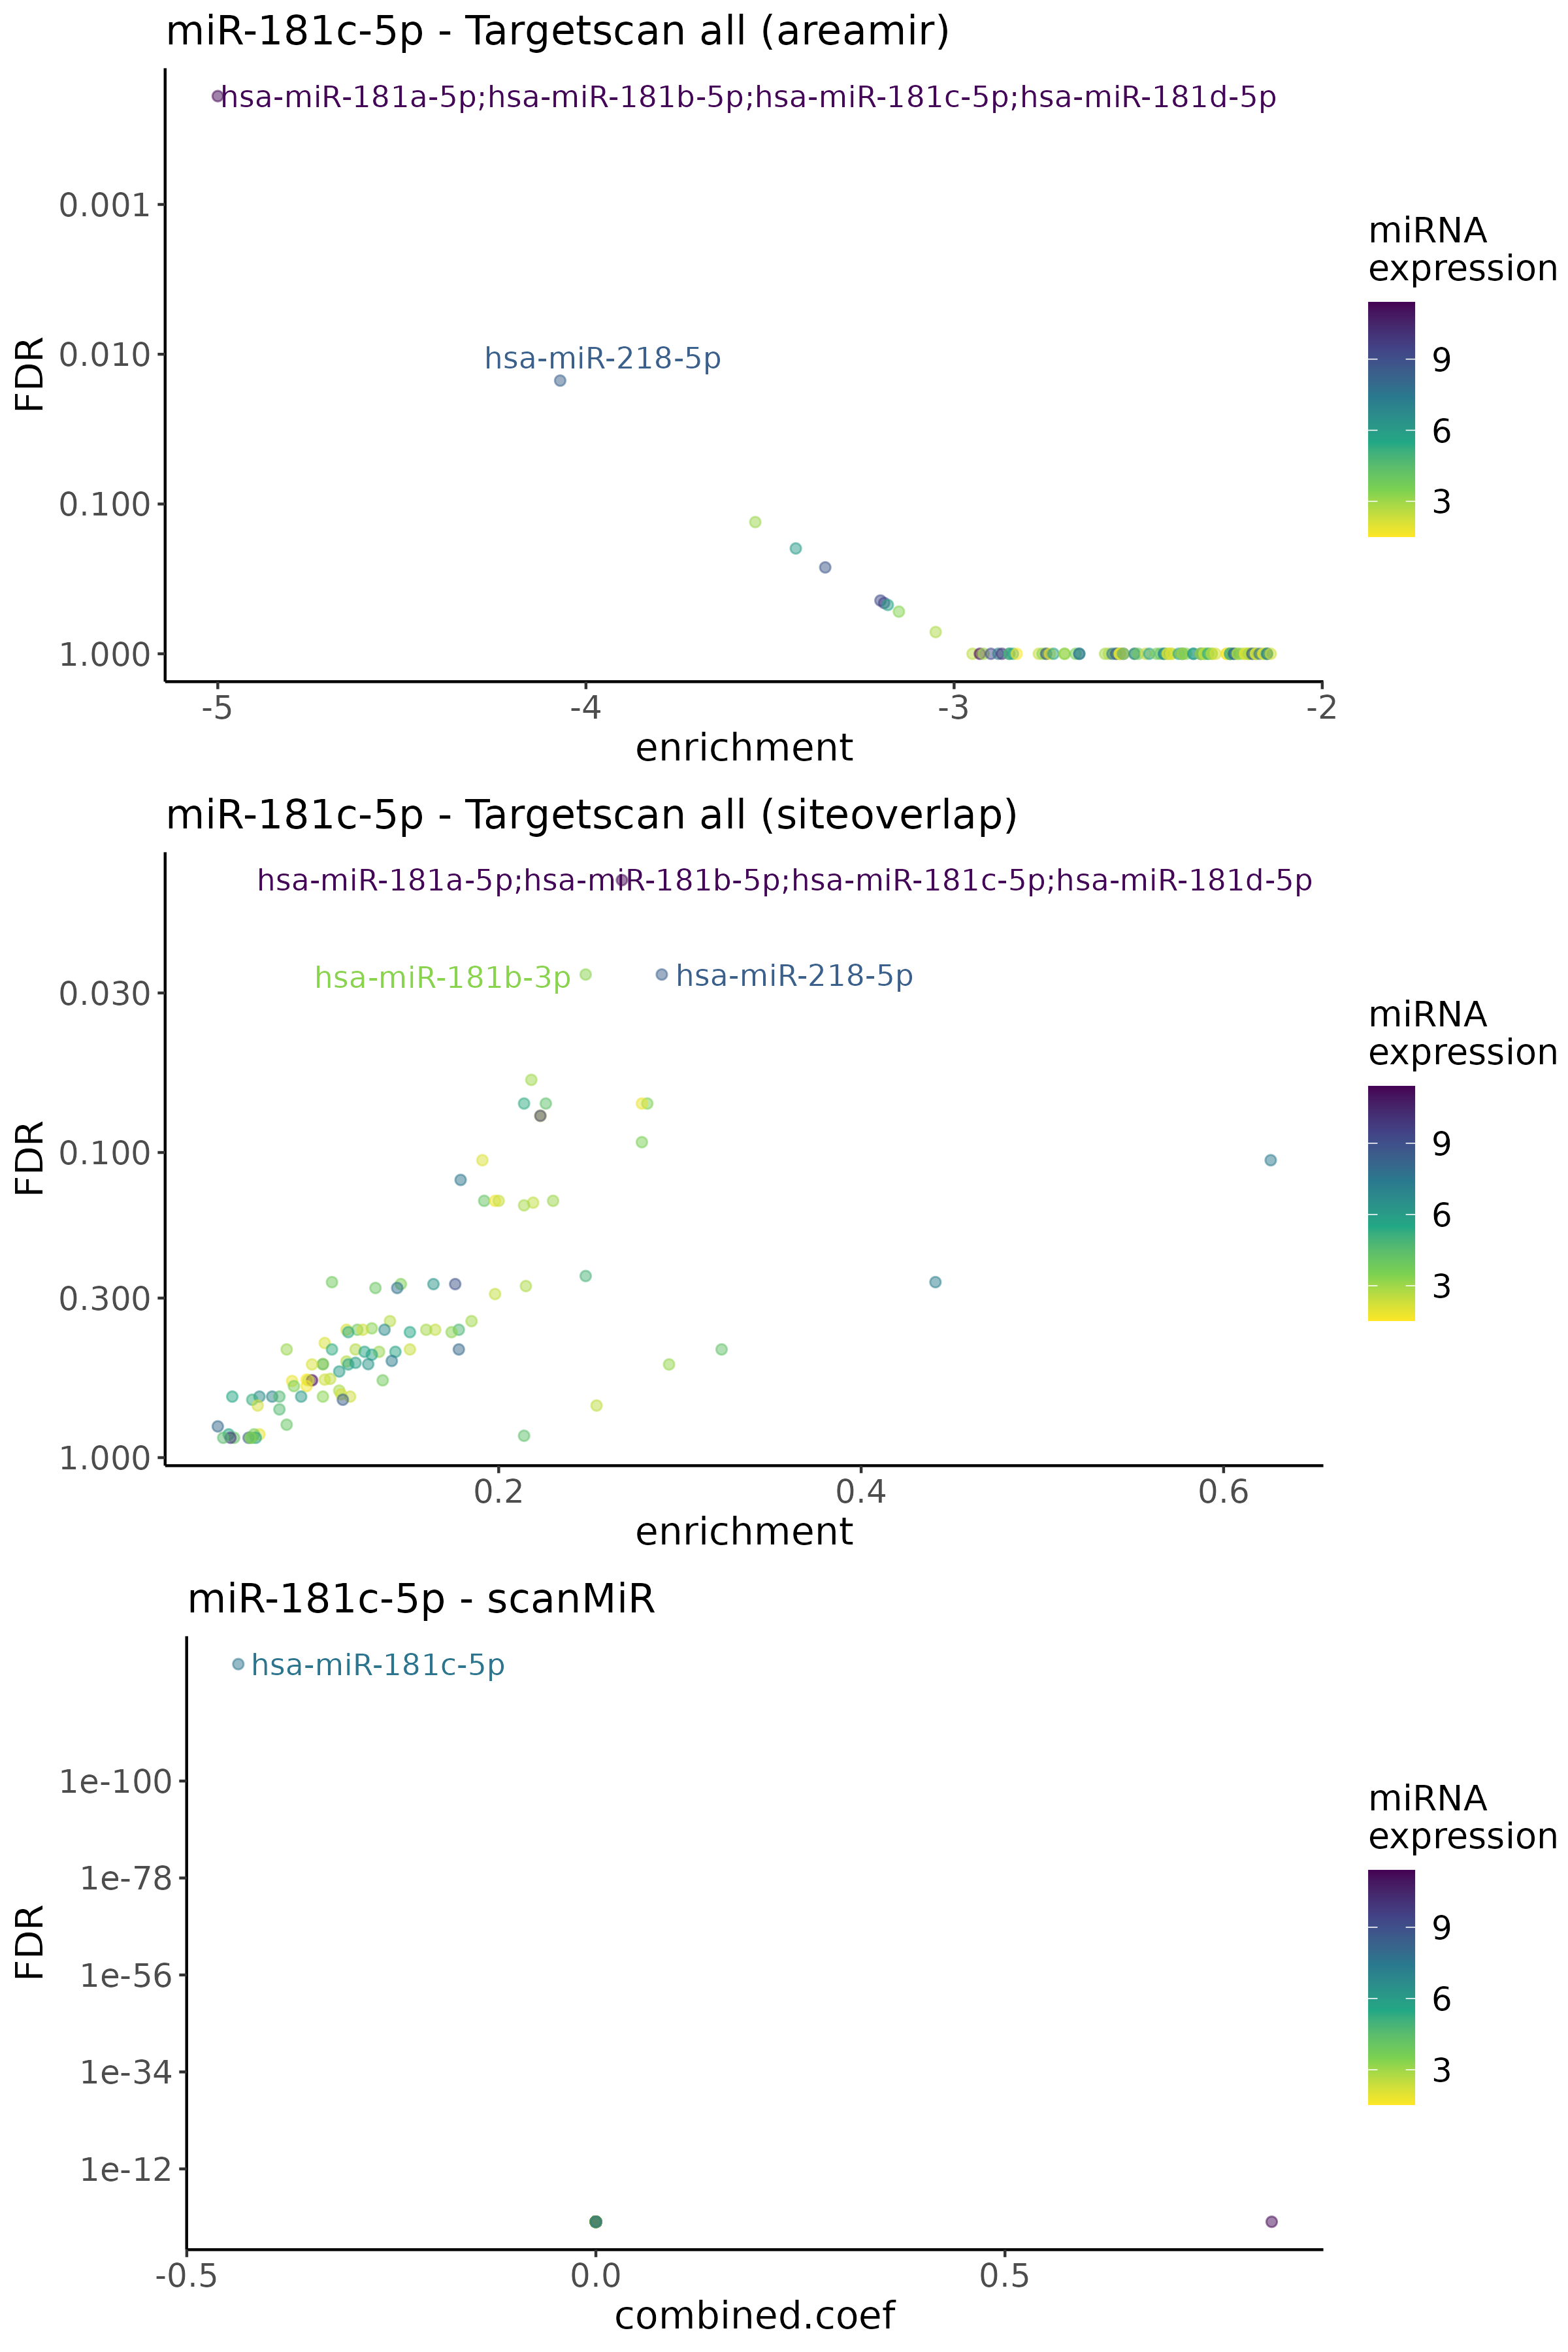 miR-181c-5p - Targetscan all (areamir)
hsa-miR-181a-5p;hsa-miR-181b-5p;hsa-miR-181c-5p;hsa-miR-181d-5p
0.001
hsa-miR-218-5p
0.010
0.100
1.000
FDR
-5
-4
-3
-2
enrichment
miRNA
expression
9
6
3
miR-181c-5p - Targetscan all (siteoverlap)
hsa-miR-181a-5p;hsa-miR-181b-5p;hsa-miR-181c-5p;hsa-miR-181d-5p
hsa-miR-181b-3p
hsa-miR-218-5p
0.030
0.100
0.300
1.000
FDR
0.2
0.4
0.6
enrichment
miRNA
expression
9
6
3
miR-181c-5p - scanMiR
hsa-miR-181c-5p
1e-100
1e-78
1e-56
1e-34
1e-12
FDR
-0.5
0.0
0.5
combined.coef
miRNA
expression
9
6
3